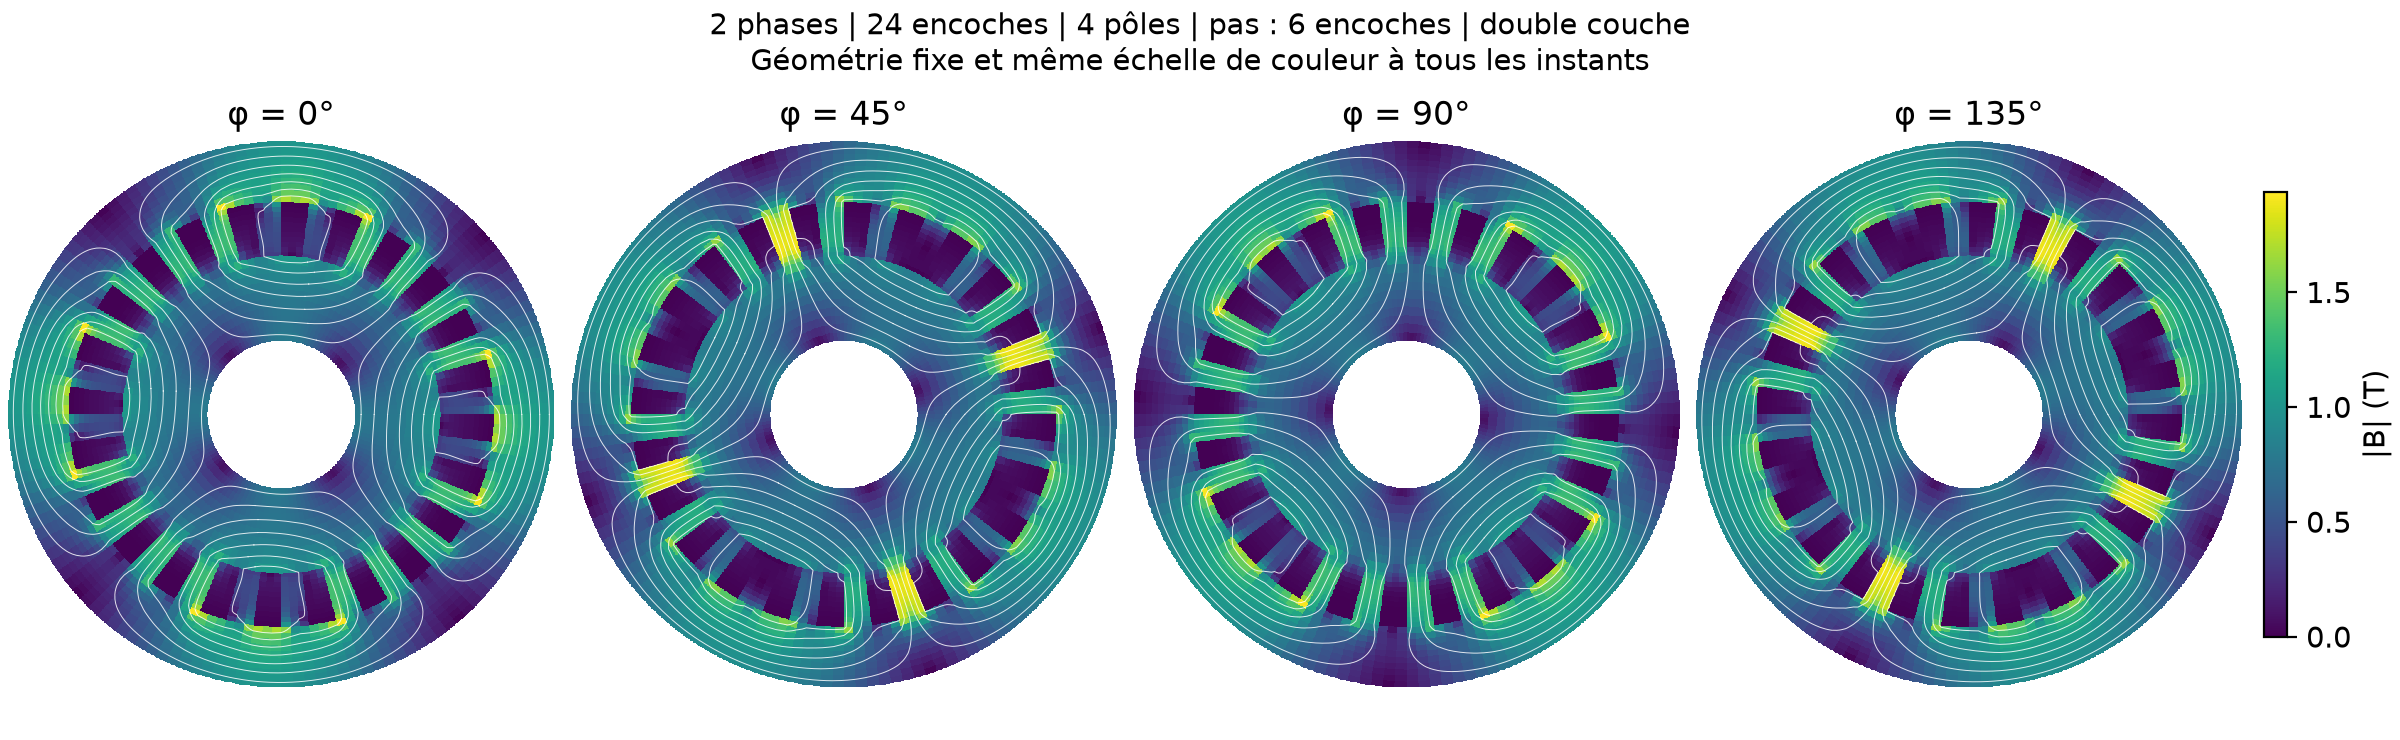 2 phases | 24 encoches | 4 pôles | pas : 6 encoches | double couche
Géométrie fixe et même échelle de couleur à tous les instants
φ = 0°
φ = 45°
φ = 90°
φ = 135°
1.5
1.0
0.5
0.0
|B| (T)